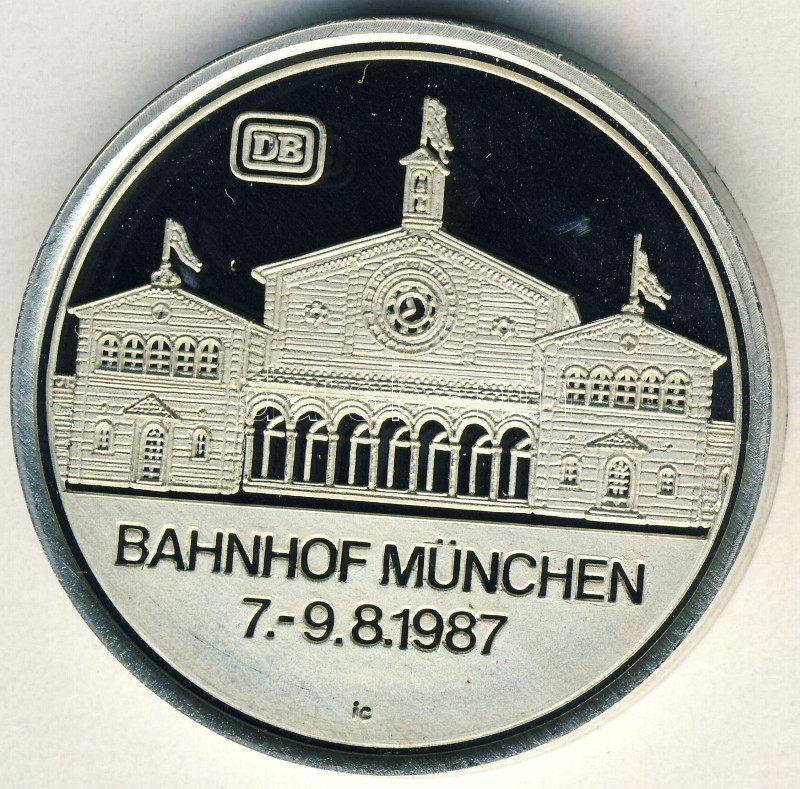 DB
BAHNHOF MÜNCHEN
7.-9.8.1987
ic